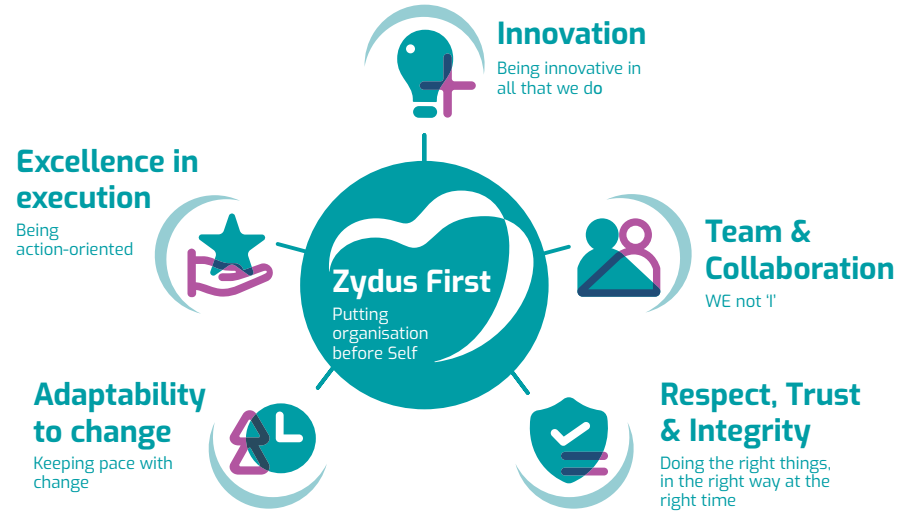 Innovation
Being innovative in
all that we do
Excellence in
execution
Being
action-oriented
Team &
Collaboration
WE not ‘I’
Zydus First
Putting
organisation
before Self
Adaptability
to change
Keeping pace with
change
Respect, Trust
& Integrity
Doing the right things,
in the right way at the
right time